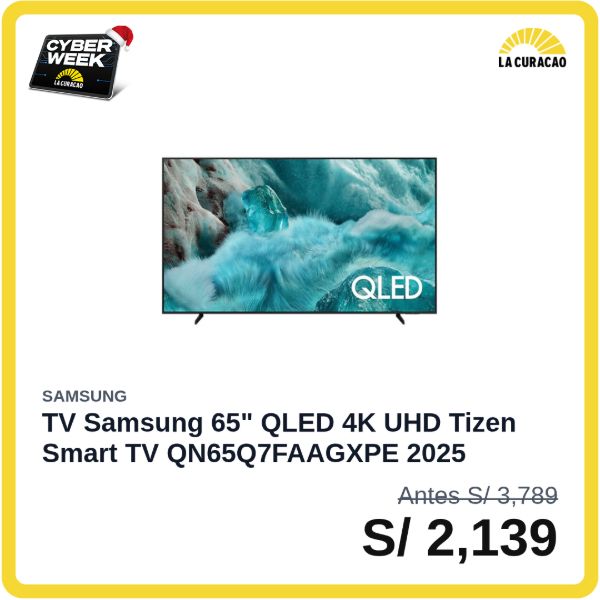 CYBER
WEEK
LA CURACAO
LA CURACAO
QLED
SAMSUNG
TV Samsung 65" QLED 4K UHD Tizen
Smart TV QN65Q7FAAGXPE 2025
Antes S/ 3,789
S/ 2,139